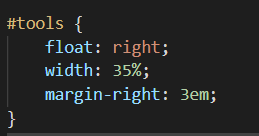 #tools {
    float: right;
    width: 35%;
    margin-right: 3em;
}